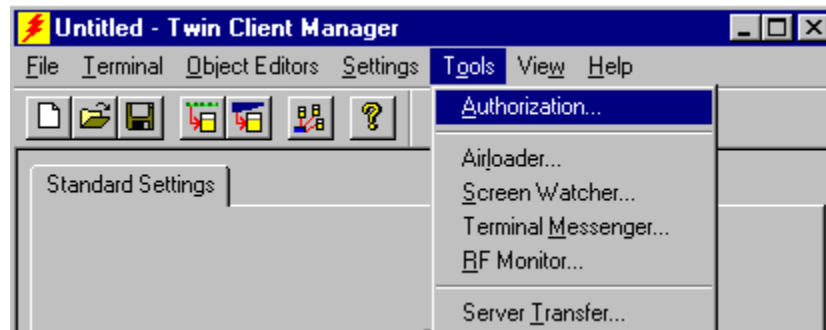 Untitled - Twin Client Manager
File Terminal Object Editors Settings Tools View Help
Authorization...
Airloader...
Standard Settings
Screen Watcher...
Terminal Messenger...
RF Monitor...
Server Transfer...